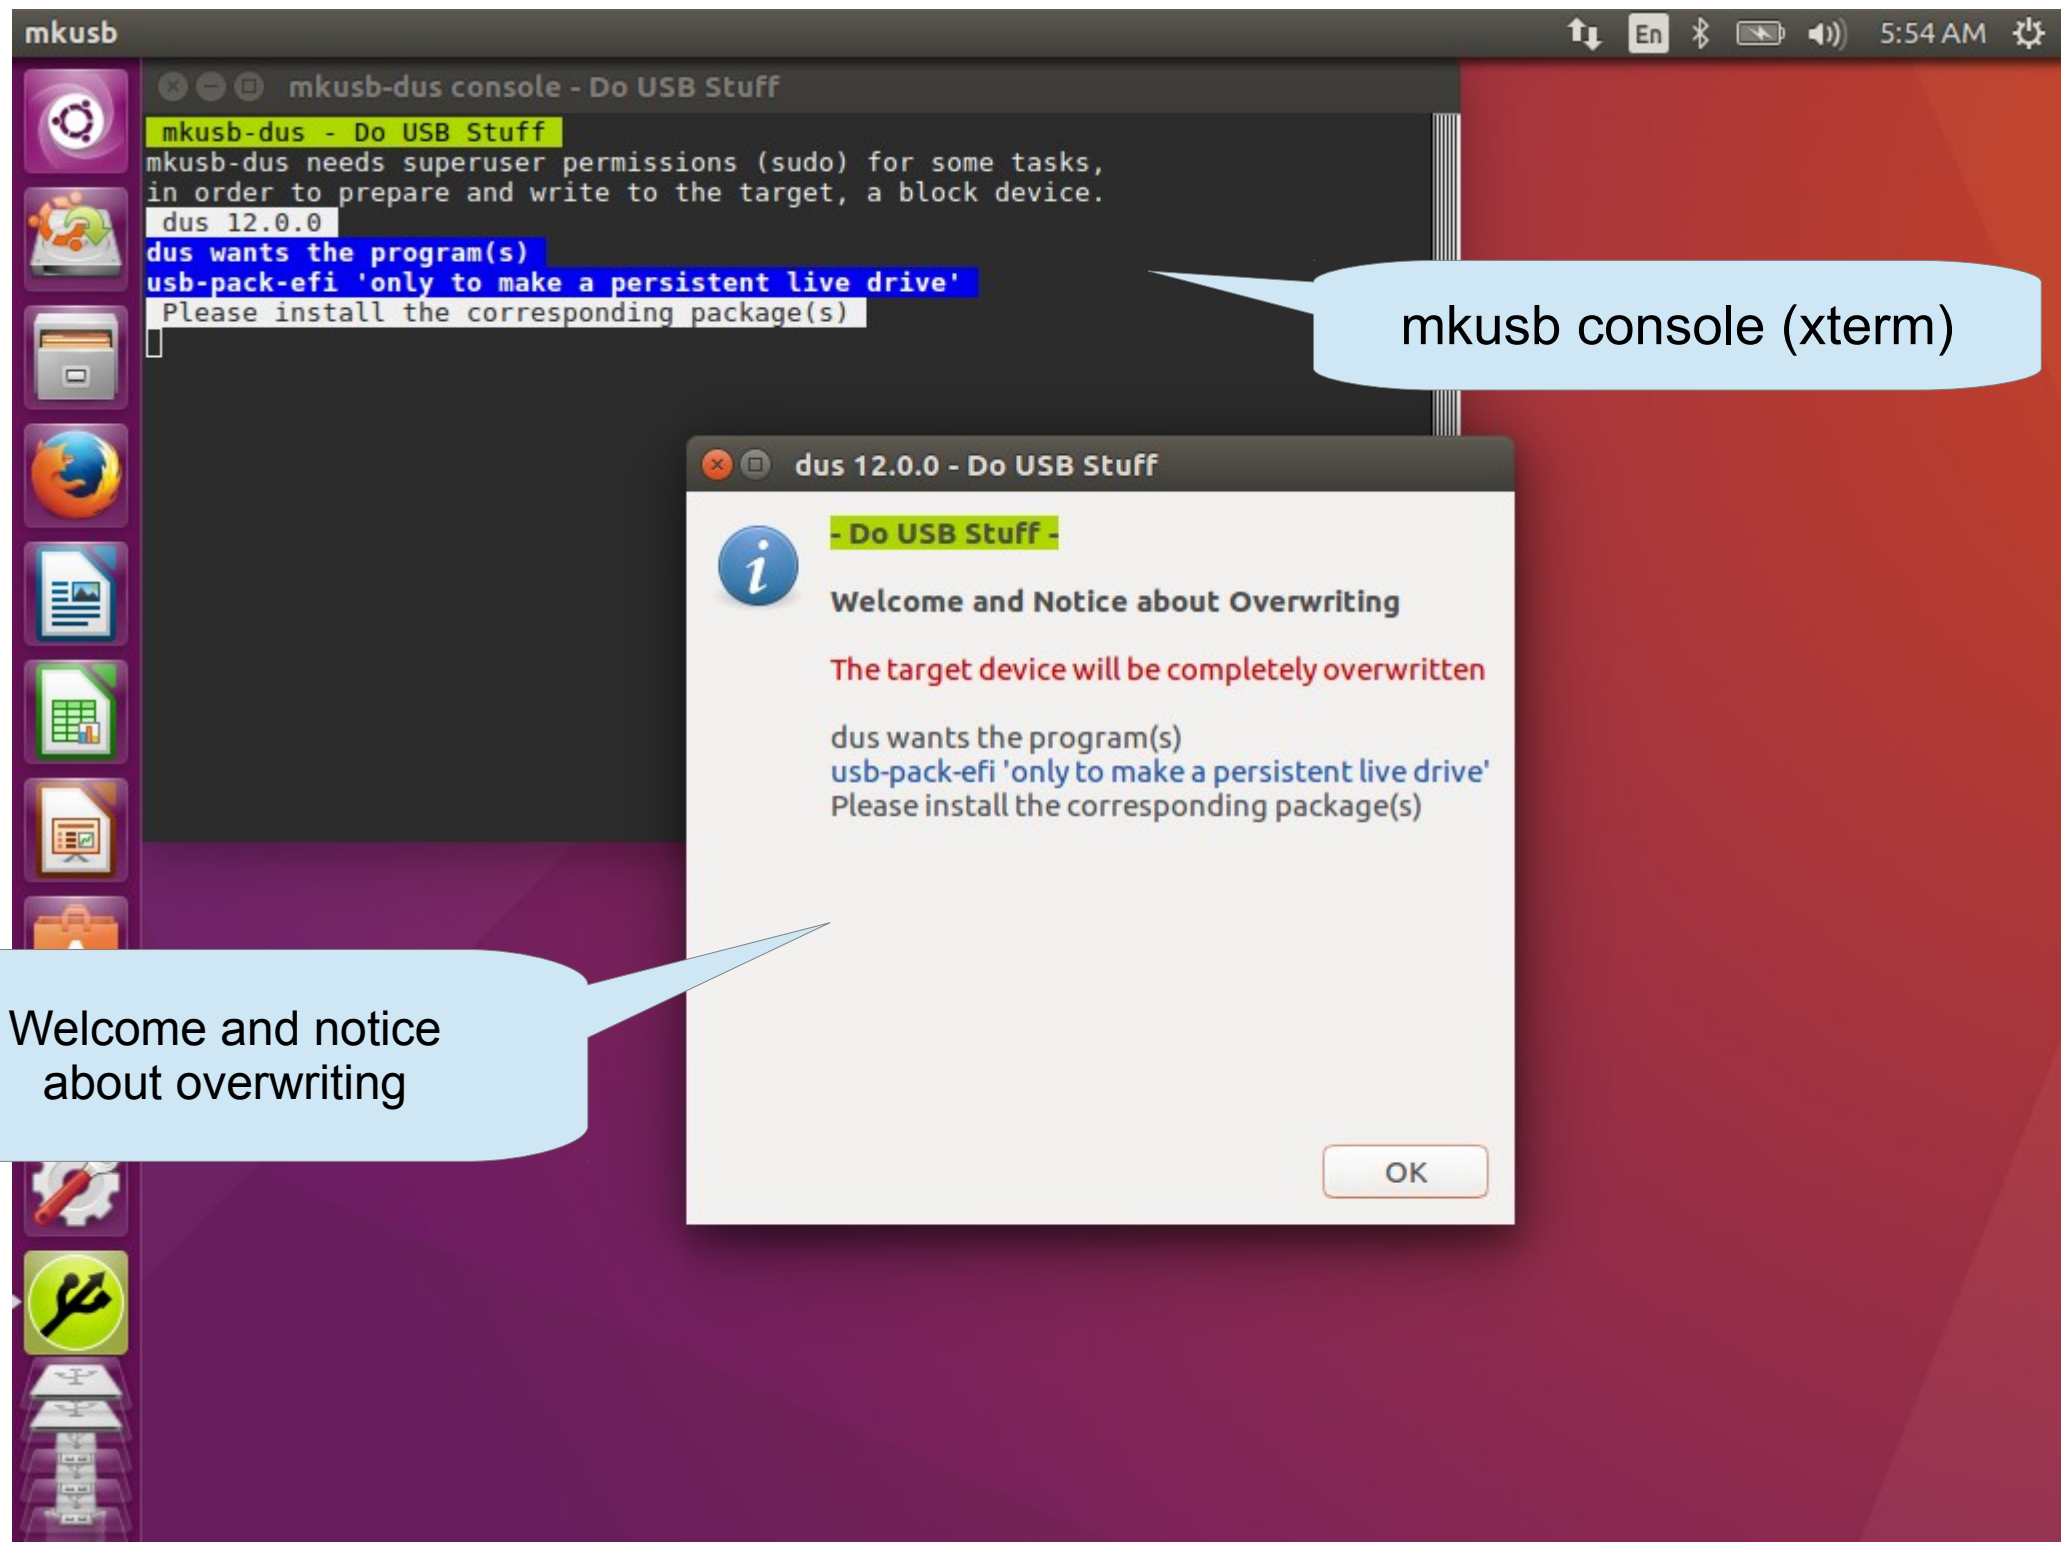 mkusb
En
5:54 AM
mkusb-dus console - Do USB Stuff
mkusb-dus - Do USB Stuff
mkusb-dus needs superuser permissions (sudo) for some tasks,
in order to prepare and write to the target, a block device.
dus 12.0.0
dus wants the program(s)
usb-pack-efi 'only to make a persistent live drive'
Please install the corresponding package(s)
mkusb console (xterm)
dus 12.0.0 - Do USB Stuff
- Do USB Stuff -
Welcome and Notice about Overwriting
The target device will be completely overwritten
dus wants the program(s)
usb-pack-efi 'only to make a persistent live drive'
Please install the corresponding package(s)
Welcome and notice
about overwriting
OK